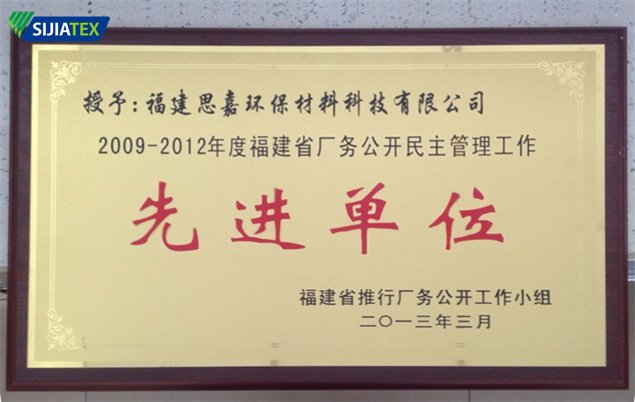 SIJIATEX
授予：福建思嘉环保材料科技有限公司
2009-2012年度福建省厂务公开民主管理工作
先进单位
福建省推行厂务公开工作小组
二〇一三年三月